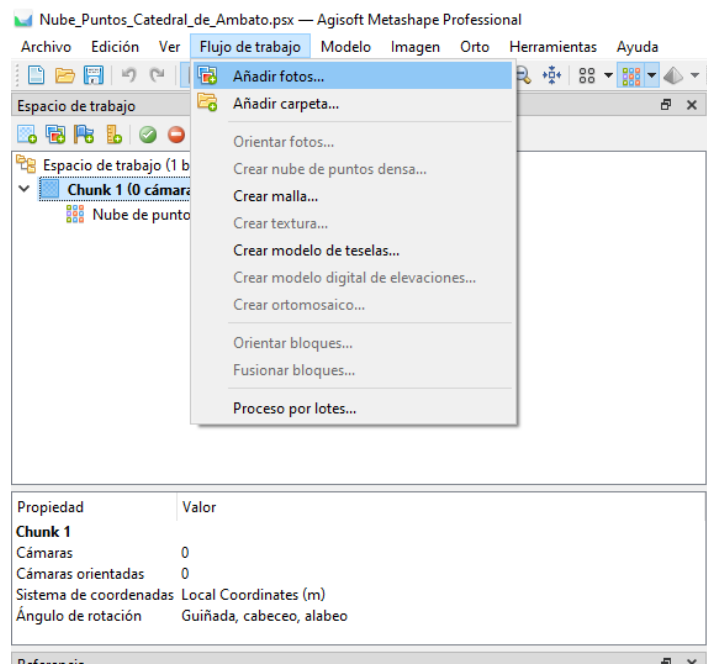 Nube_Puntos_Catedral_de_Ambato.psx — Agisoft Metashape Professional
Archivo Edición Ver Flujo de trabajo Modelo Imagen Orto Herramientas Ayuda
Espacio de trabajo
Espacio de trabajo (1 b
Chunk 1 (0 cámara
Nube de punto
Añadir fotos...
Añadir carpeta...
Orientar fotos...
Crear nube de puntos densa...
Crear malla...
Crear textura...
Crear modelo de teselas...
Crear modelo digital de elevaciones...
Crear ortomosaico...
Orientar bloques...
Fusionar bloques...
Proceso por lotes...
Propiedad Valor
Chunk 1
Cámaras 0
Cámaras orientadas 0
Sistema de coordenadas Local Coordinates (m)
Ángulo de rotación Guiñada, cabeceo, alabeo
Referencia